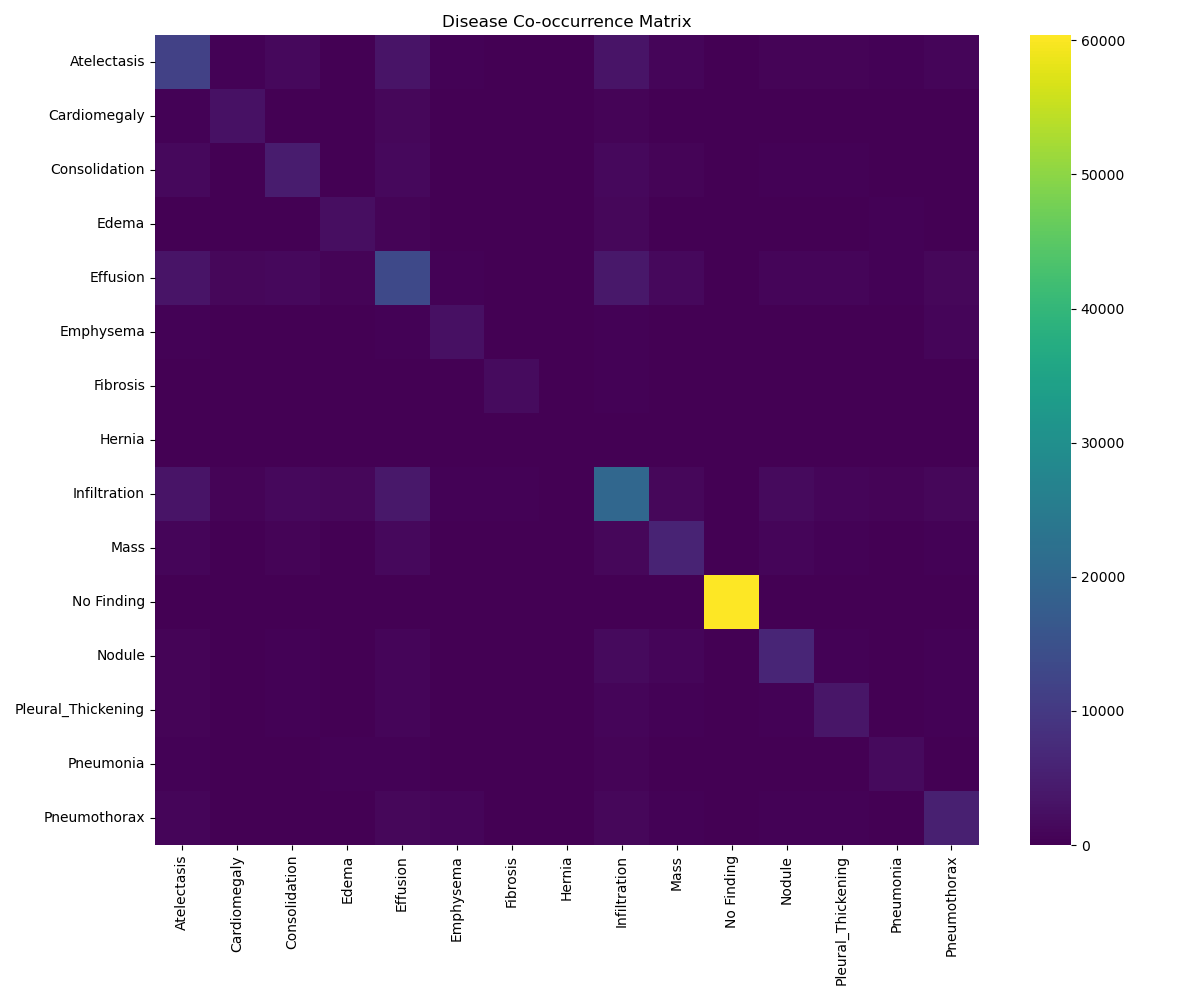 Disease Co-occurrence Matrix
Atelectasis
Cardiomegaly
Consolidation
Edema
Effusion
Emphysema
Fibrosis
Hernia
Infiltration
Mass
No Finding
Nodule
Pleural_Thickening
Pneumonia
Pneumothorax
Atelectasis
Cardiomegaly
Consolidation
Edema
Effusion
Emphysema
Fibrosis
Hernia
Infiltration
Mass
No Finding
Nodule
Pleural_Thickening
Pneumonia
Pneumothorax
60000
50000
40000
30000
20000
10000
0